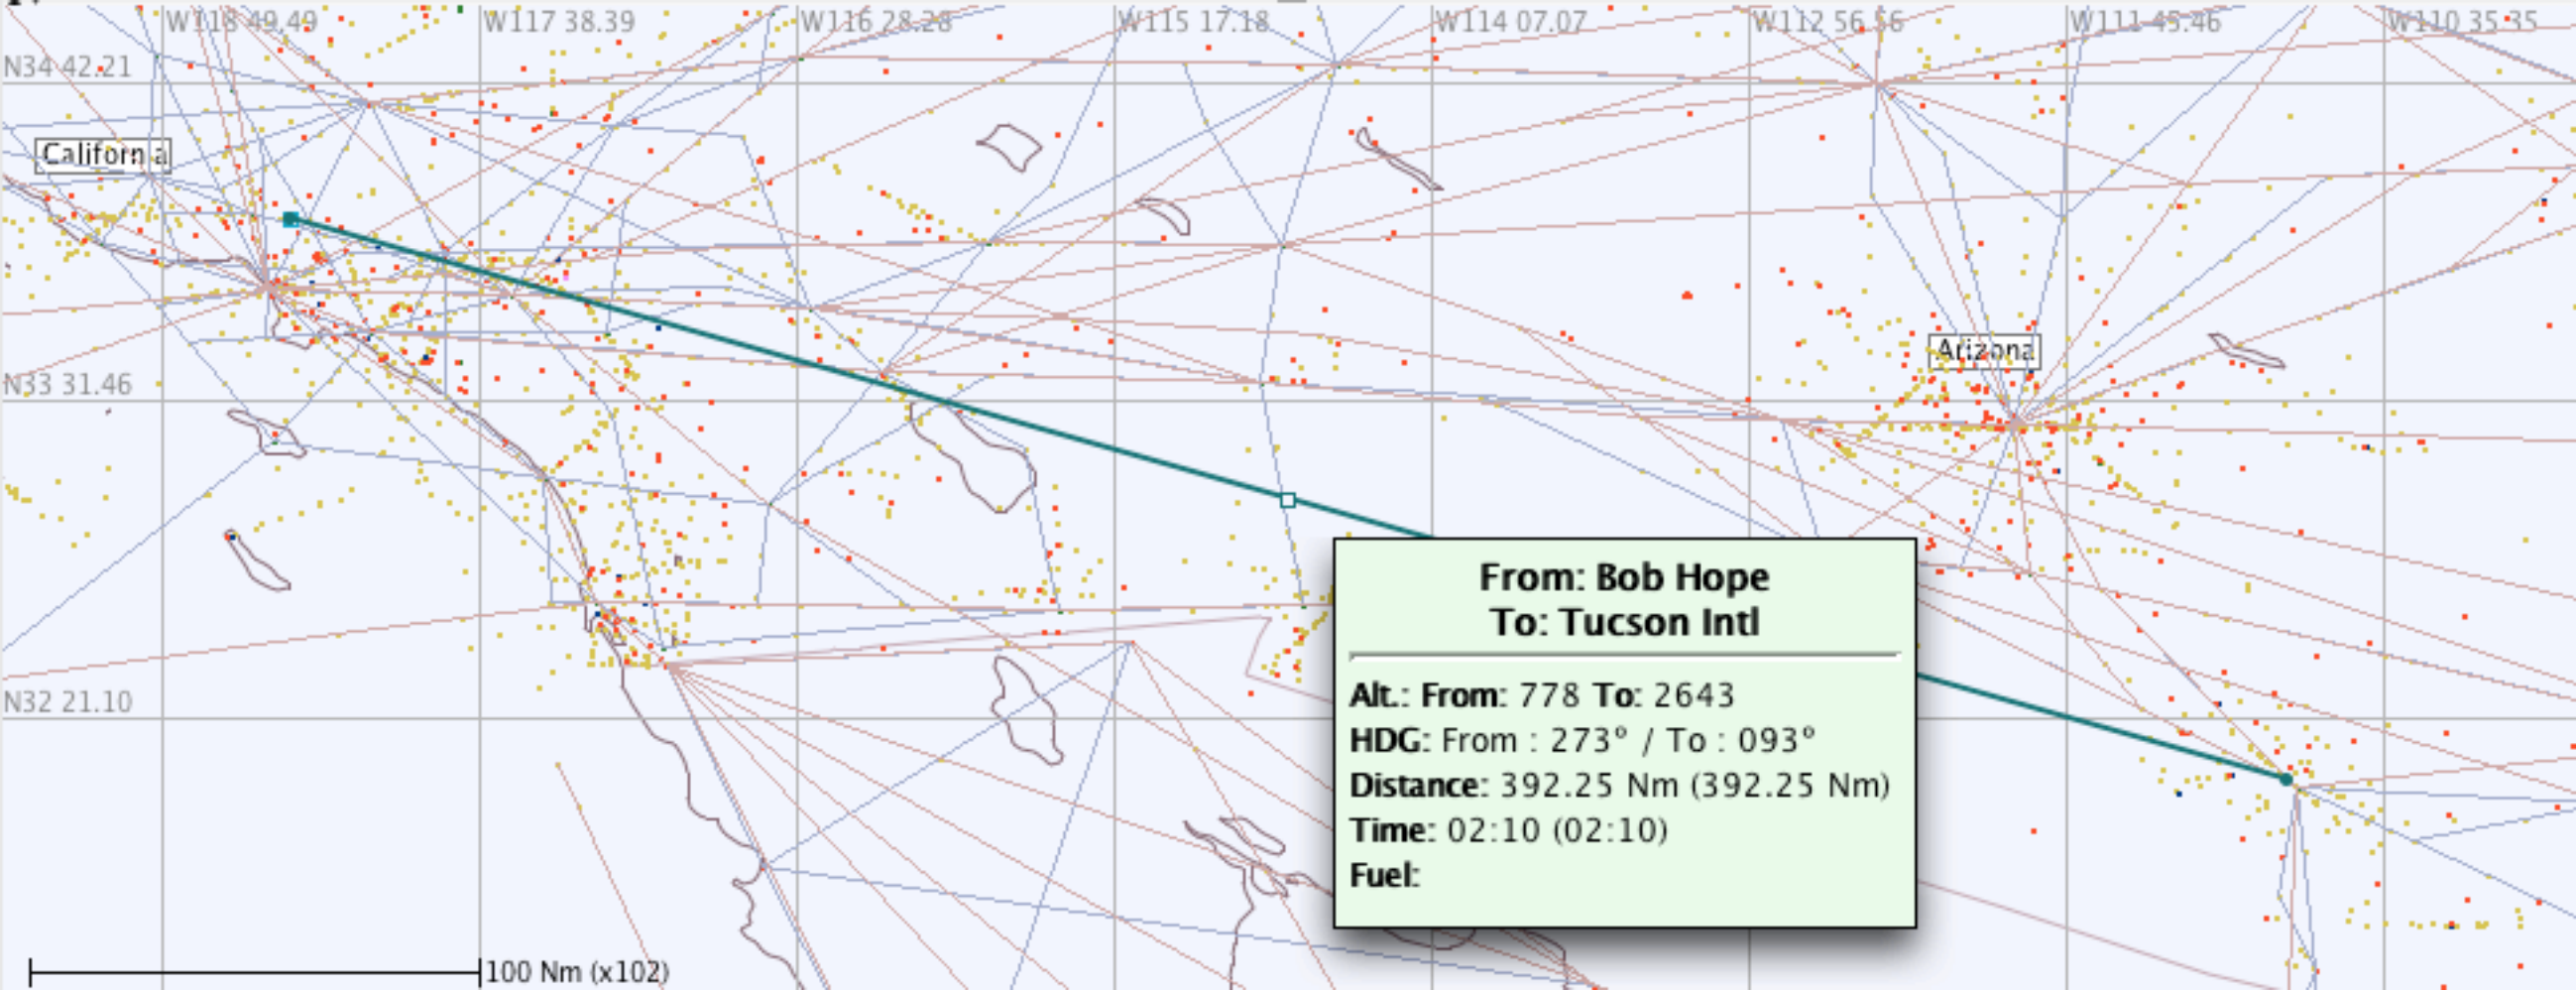 W118 49.49 W117 38.39 W116 28.28 W115 17.18 W114 07.07 W112 56.56 W111 45.46 W110 35.35
N34 42.21
California
Arizona
N33 31.46
From: Bob Hope
To: Tucson Intl
Alt.: From: 778 To: 2643
N32 21.10
HDG: From : 273° / To : 093°
Distance: 392.25 Nm (392.25 Nm)
Time: 02:10 (02:10)
Fuel:
100 Nm (x102)